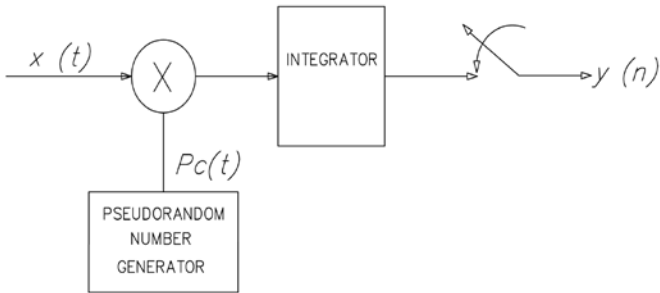 x (t)
X
INTEGRATOR
y (n)
Pc(t)
PSEUDORANDOM
NUMBER
GENERATOR